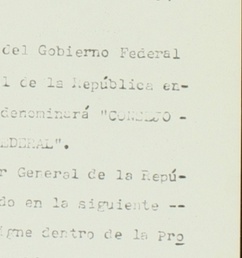 del Gobierno Federal
l de la República en-
denominará "CONSEJO -
EDERAL".
r General de la Repú-
do en la siguiente --
igne dentro de la Pro